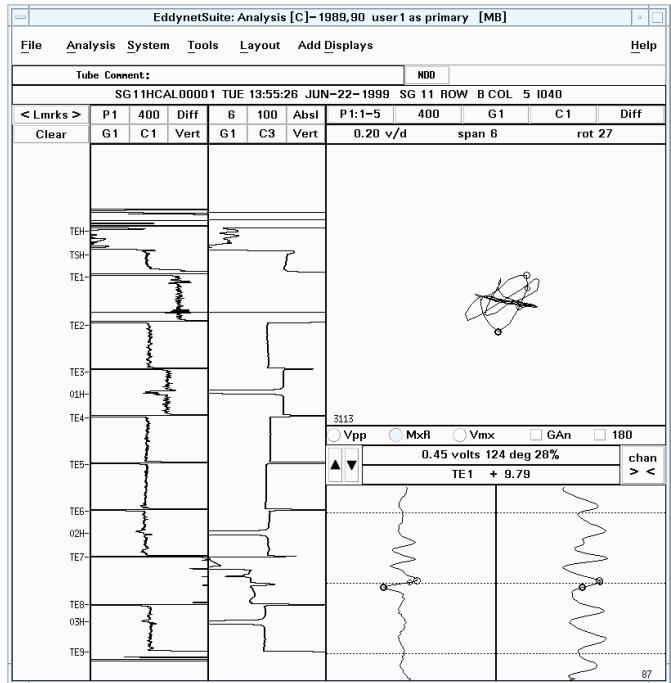 EddynetSuite: Analysis [C]-1989,90 user1 as primary [MB]
File Analysis System Tools Layout Add Displays Help
Tube Comment: NDD
SG11HCAL00001 TUE 13:55:26 JUN-22-1999 SG 11 ROW B COL 5 I040
< Lmrks > P1 400 Diff 6 100 Absl P1:1-5 400 G1 C1 Diff
Clear G1 C1 Vert G1 C3 Vert 0.20 v/d span 6 rot 27
TEH
TSH
TE1
TE2
TE3
01H
TE4
TE5
TE6
02H
TE7
TE8
03H
TE9
3113
Vpp MxR Vmx GAn 180
0.45 volts 124 deg 28%
TE1 + 9.79
chan
> <
87